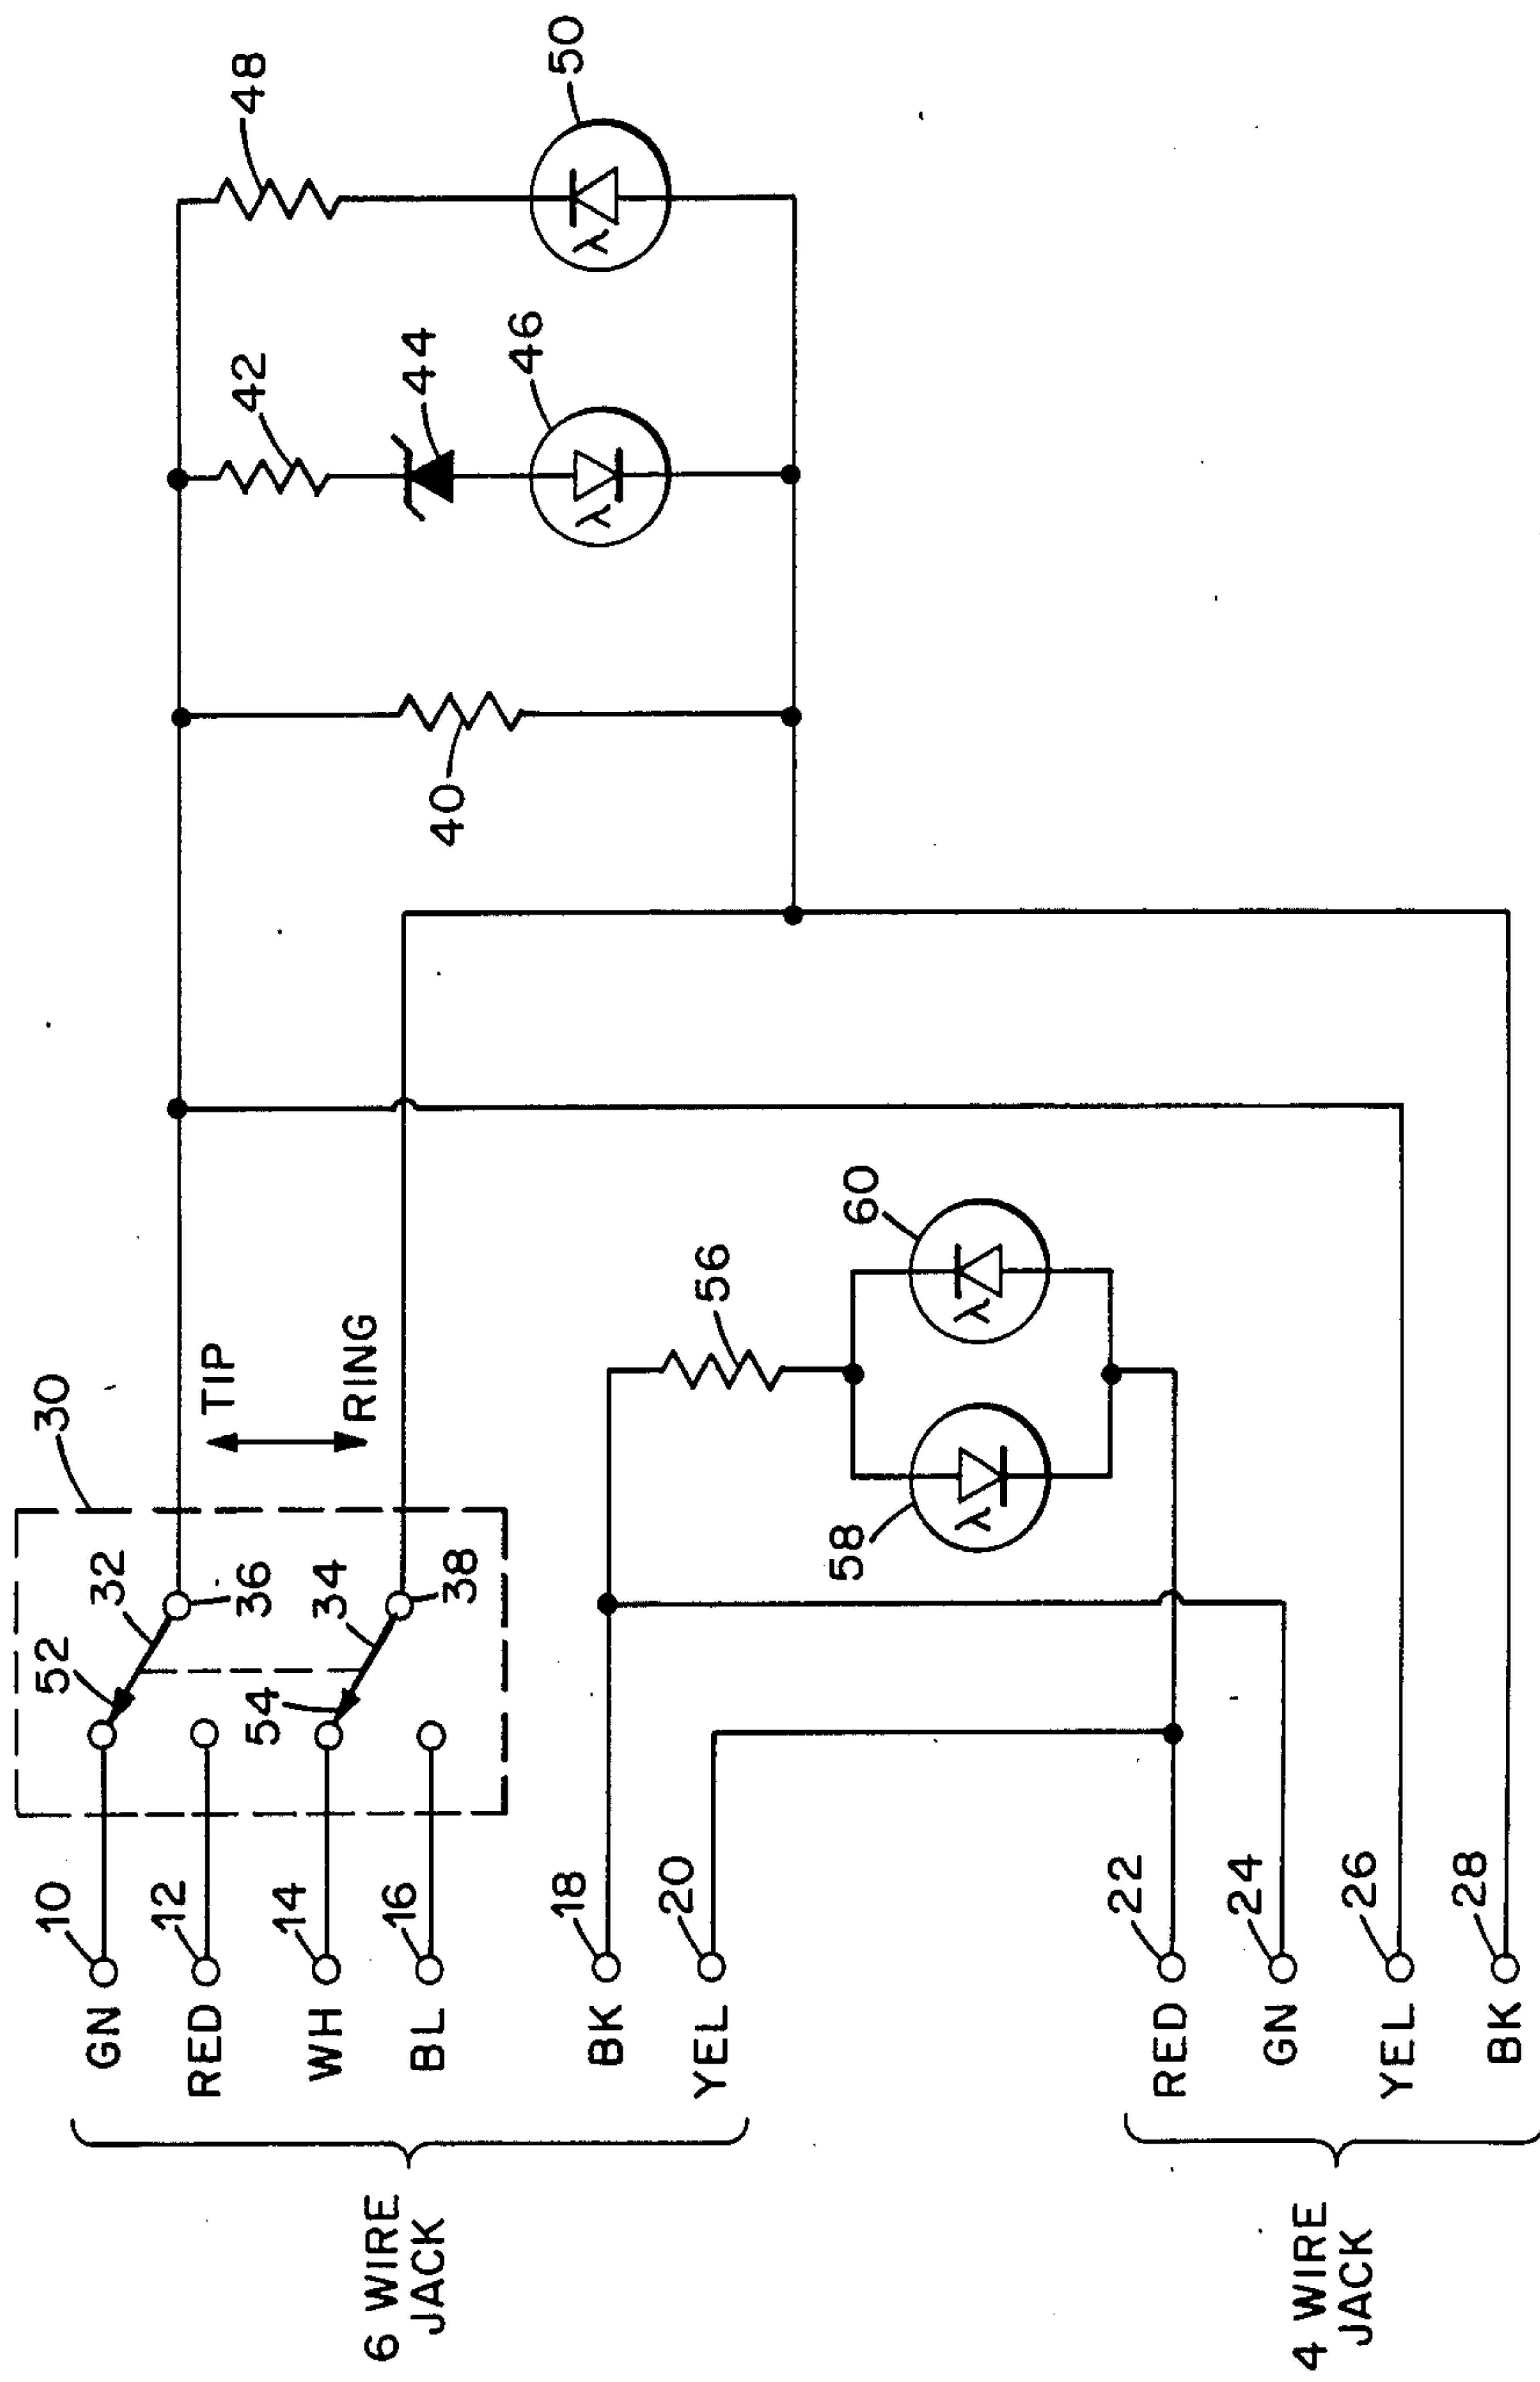 30
TIP
RING
52
32
36
54
34
38
10
GN
12
RED
14
WH
16
BL
18
BK
20
YEL
6 WIRE
JACK
40
42
44
46
48
50
56
58
60
22
RED
24
GN
26
YEL
28
BK
4 WIRE
JACK
λ
λ
λ
λ